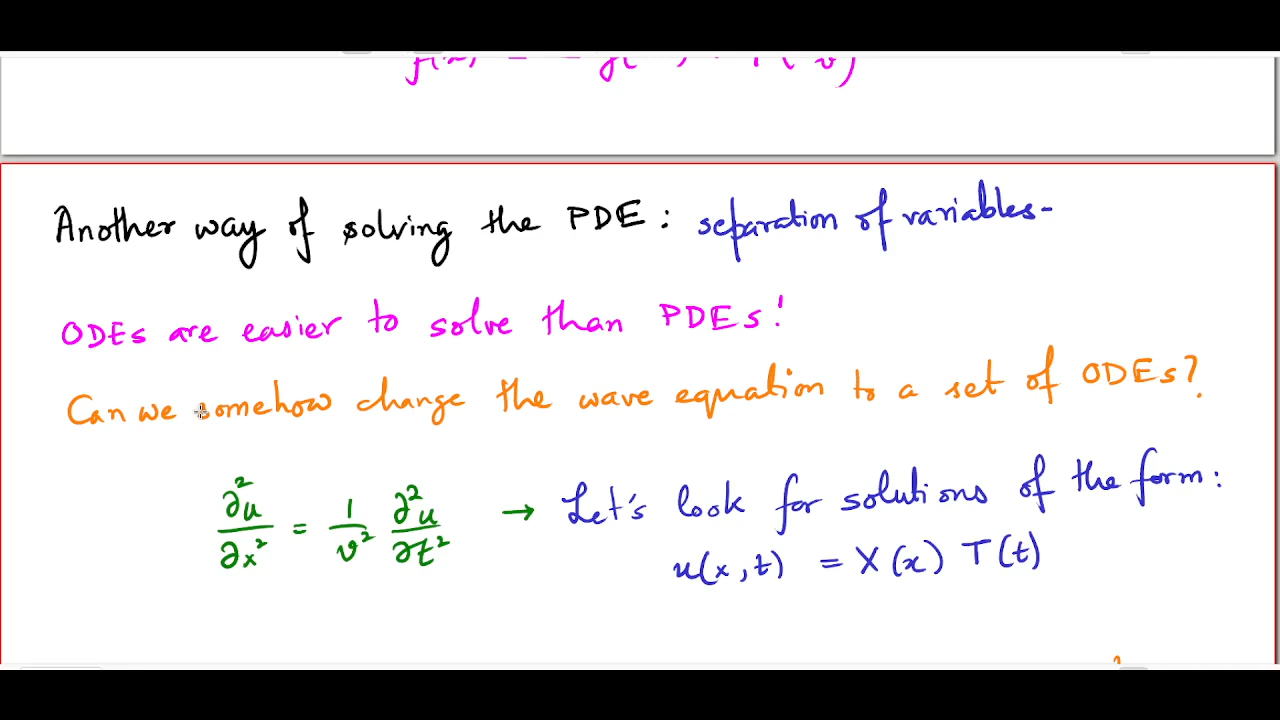 Another way of solving the PDE: separation of variables-
ODEs are easier to solve than PDEs!
Can we somehow change the wave equation to a set of ODEs?
∂²u/∂x² = 1/v² ∂²u/∂t² → Let's look for solutions of the form:
u(x,t) = X(x) T(t)